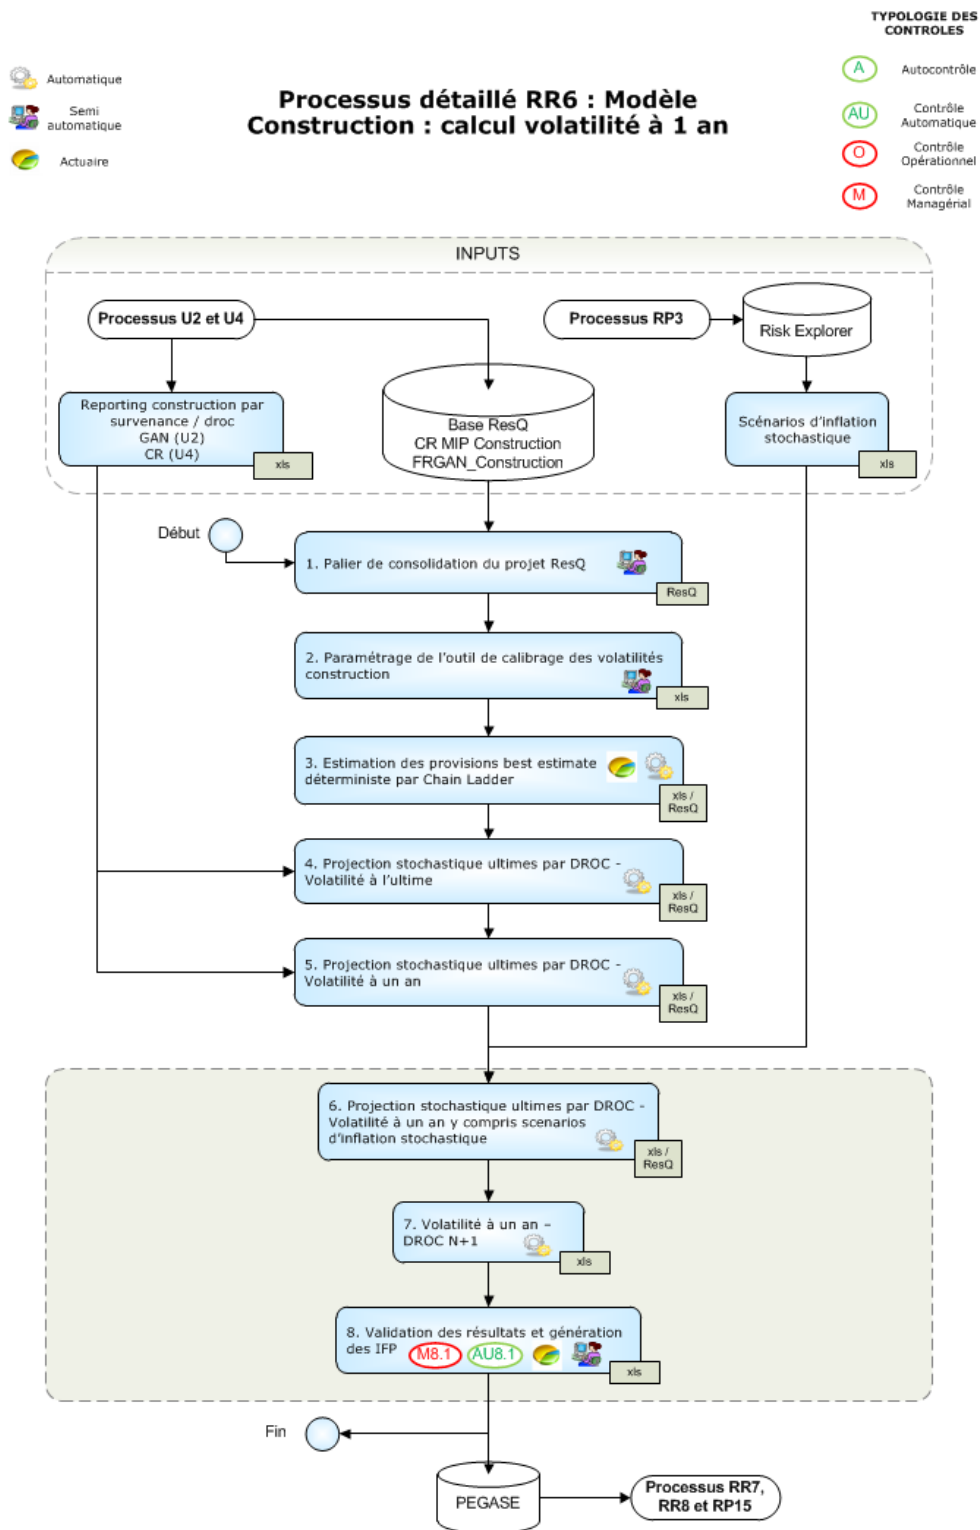 TYPOLOGIE DES
CONTROLES
Automatique
Semi
automatique
Actuaire
Processus détaillé RR6 : Modèle
Construction : calcul volatilité à 1 an
A
Autocontrôle
AU
Contrôle
Automatique
O
Contrôle
Opérationnel
M
Contrôle
Managérial
INPUTS
Processus U2 et U4
Processus RP3
Risk Explorer
Reporting construction par
survenance / droc
GAN (U2)
CR (U4)
xls
Base ResQ
CR MIP Construction
FRGAN_Construction
Scénarios d'inflation
stochastique
xls
Début
1. Palier de consolidation du projet ResQ
ResQ
2. Paramétrage de l'outil de calibrage des volatilités
construction
xls
3. Estimation des provisions best estimate
déterministe par Chain Ladder
xls /
ResQ
4. Projection stochastique ultimes par DROC -
Volatilité à l'ultime
xls /
ResQ
5. Projection stochastique ultimes par DROC -
Volatilité à un an
xls /
ResQ
6. Projection stochastique ultimes par DROC -
Volatilité à un an y compris scenarios
d'inflation stochastique
xls /
ResQ
7. Volatilité à un an –
DROC N+1
xls
8. Validation des résultats et génération
des IFP
M8.1
AU8.1
xls
Fin
PEGASE
Processus RR7,
RR8 et RP15